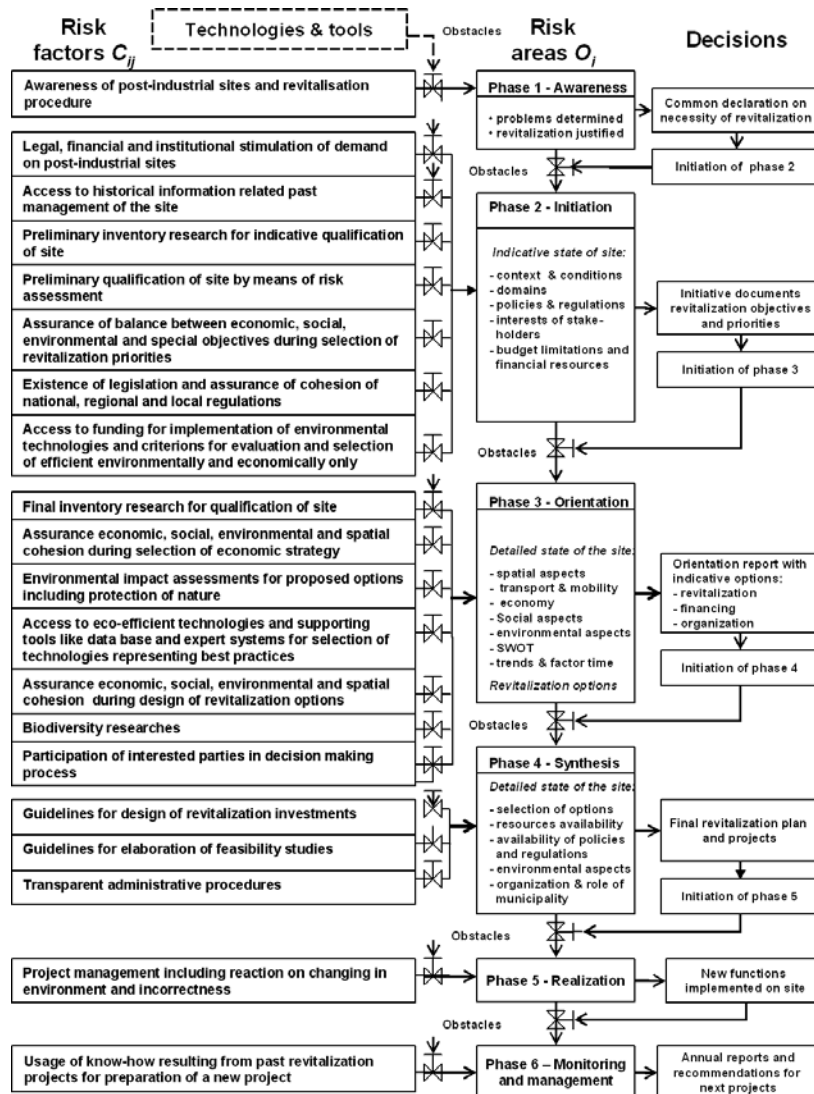 Risk
factors C_ij
Technologies & tools
Obstacles
Risk
areas O_i
Decisions
Awareness of post-industrial sites and revitalisation
procedure
Phase 1 - Awareness
• problems determined
• revitalization justified
Common declaration on
necessity of revitalization
Obstacles
Initiation of phase 2
Legal, financial and institutional stimulation of demand
on post-industrial sites
Access to historical information related past
management of the site
Preliminary inventory research for indicative qualification
of site
Preliminary qualification of site by means of risk
assessment
Assurance of balance between economic, social,
environmental and special objectives during selection of
revitalization priorities
Existence of legislation and assurance of cohesion of
national, regional and local regulations
Access to funding for implementation of environmental
technologies and criterions for evaluation and selection
of efficient environmentally and economically only
Phase 2 - Initiation
Indicative state of site:
- context & conditions
- domains
- policies & regulations
- interests of stake-
holders
- budget limitations and
financial resources
Initiative documents
revitalization objectives
and priorities
Initiation of phase 3
Obstacles
Final inventory research for qualification of site
Assurance economic, social, environmental and spatial
cohesion during selection of economic strategy
Environmental impact assessments for proposed options
including protection of nature
Access to eco-efficient technologies and supporting
tools like data base and expert systems for selection of
technologies representing best practices
Assurance economic, social, environmental and spatial
cohesion during design of revitalization options
Biodiversity researches
Participation of interested parties in decision making
process
Phase 3 - Orientation
Detailed state of the site:
- spatial aspects
- transport & mobility
- economy
- Social aspects
- environmental aspects
- SWOT
- trends & factor time
Revitalization options
Orientation report with
indicative options:
- revitalization
- financing
- organization
Initiation of phase 4
Obstacles
Guidelines for design of revitalization investments
Guidelines for elaboration of feasibility studies
Transparent administrative procedures
Phase 4 - Synthesis
Detailed state of the site:
- selection of options
- resources availability
- availability of policies
and regulations
- environmental aspects
- organization & role of
municipality
Final revitalization plan
and projects
Initiation of phase 5
Obstacles
Project management including reaction on changing in
environment and incorrectness
Phase 5 - Realization
New functions
implemented on site
Obstacles
Usage of know-how resulting from past revitalization
projects for preparation of a new project
Phase 6 – Monitoring
and management
Annual reports and
recommendations for
next projects